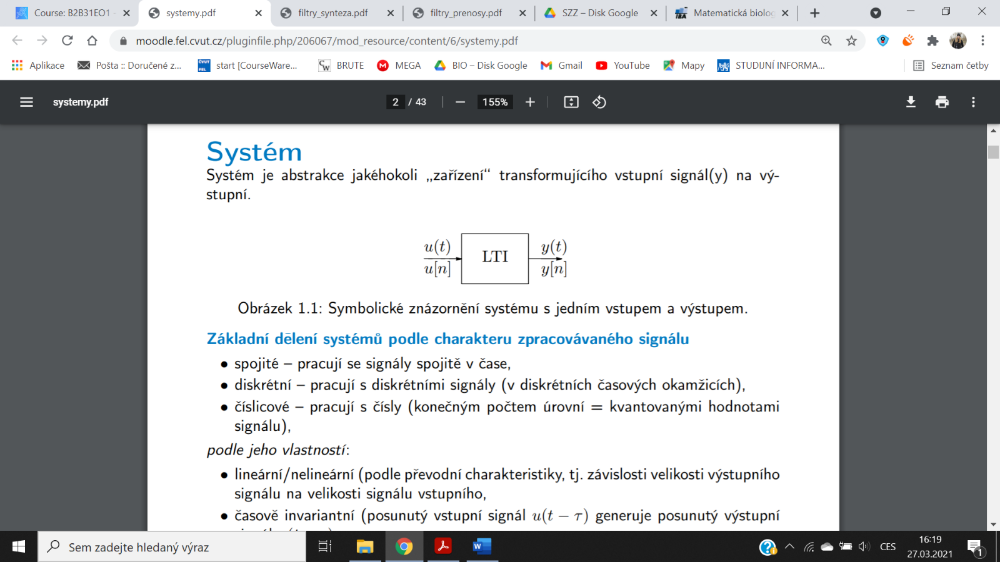 Course: B2B31EO1 -
systemy.pdf
filtry_synteza.pdf
filtry_prenosy.pdf
SZZ – Disk Google
Matematická biolog
moodle.fel.cvut.cz/pluginfile.php/206067/mod_resource/content/6/systemy.pdf
Aplikace
Pošta :: Doručené z...
start [CourseWare...
BRUTE
MEGA
BIO – Disk Google
Gmail
YouTube
Mapy
STUDIJNÍ INFORMA...
Seznam četby
systemy.pdf
2 / 43
155%
Systém
Systém je abstrakce jakéhokoli „zařízení“ transformujícího vstupní signál(y) na vý-
stupní.
u(t)
u[n]
LTI
y(t)
y[n]
Obrázek 1.1: Symbolické znázornění systému s jedním vstupem a výstupem.
Základní dělení systémů podle charakteru zpracovávaného signálu
• spojité – pracují se signály spojitě v čase,
• diskrétní – pracují s diskrétními signály (v diskrétních časových okamžicích),
• číslicové – pracují s čísly (konečným počtem úrovní = kvantovanými hodnotami
signálu),
podle jeho vlastností:
• lineární/nelineární (podle převodní charakteristiky, tj. závislosti velikosti výstupního
signálu na velikosti signálu vstupního,
• časově invariantní (posunutý vstupní signál u(t − τ) generuje posunutý výstupní
Sem zadejte hledaný výraz
CES
16:19
27.03.2021
1